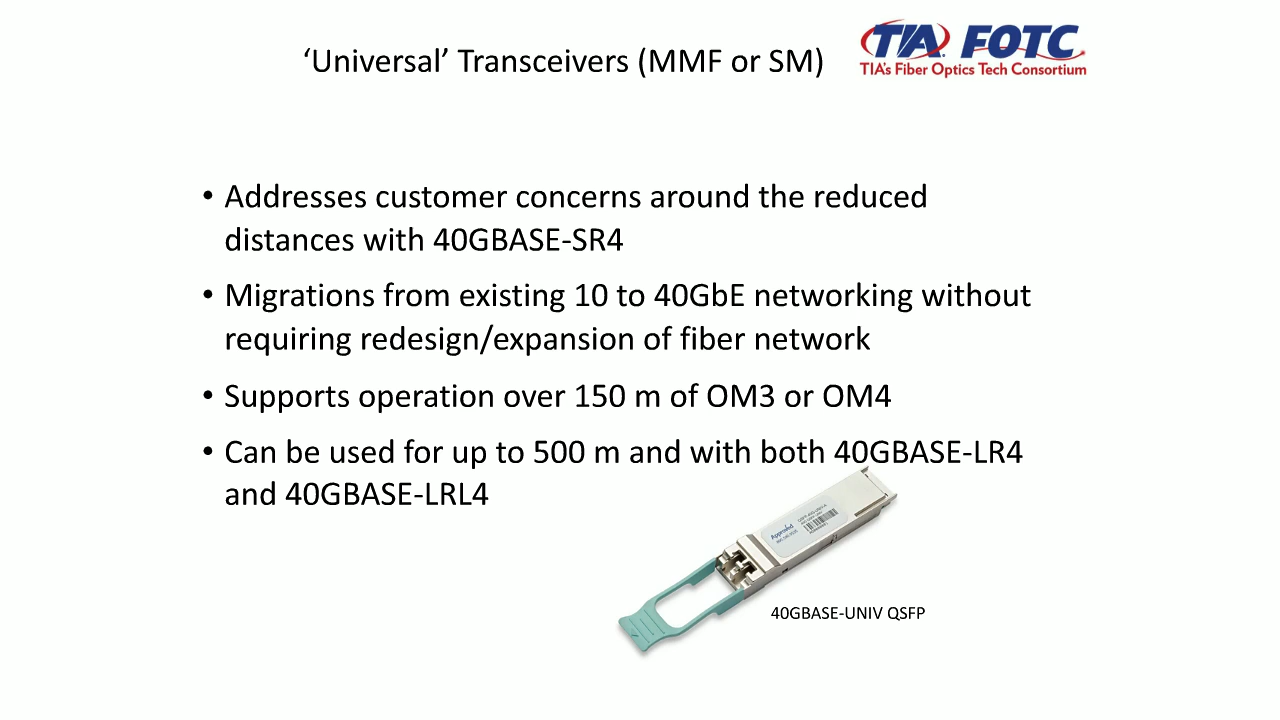 ‘Universal’ Transceivers (MMF or SM)
TIA FOTC
TIA's Fiber Optics Tech Consortium
• Addresses customer concerns around the reduced
distances with 40GBASE-SR4
• Migrations from existing 10 to 40GbE networking without
requiring redesign/expansion of fiber network
• Supports operation over 150 m of OM3 or OM4
• Can be used for up to 500 m and with both 40GBASE-LR4
and 40GBASE-LRL4
Approved
40GBASE-UNIV QSFP